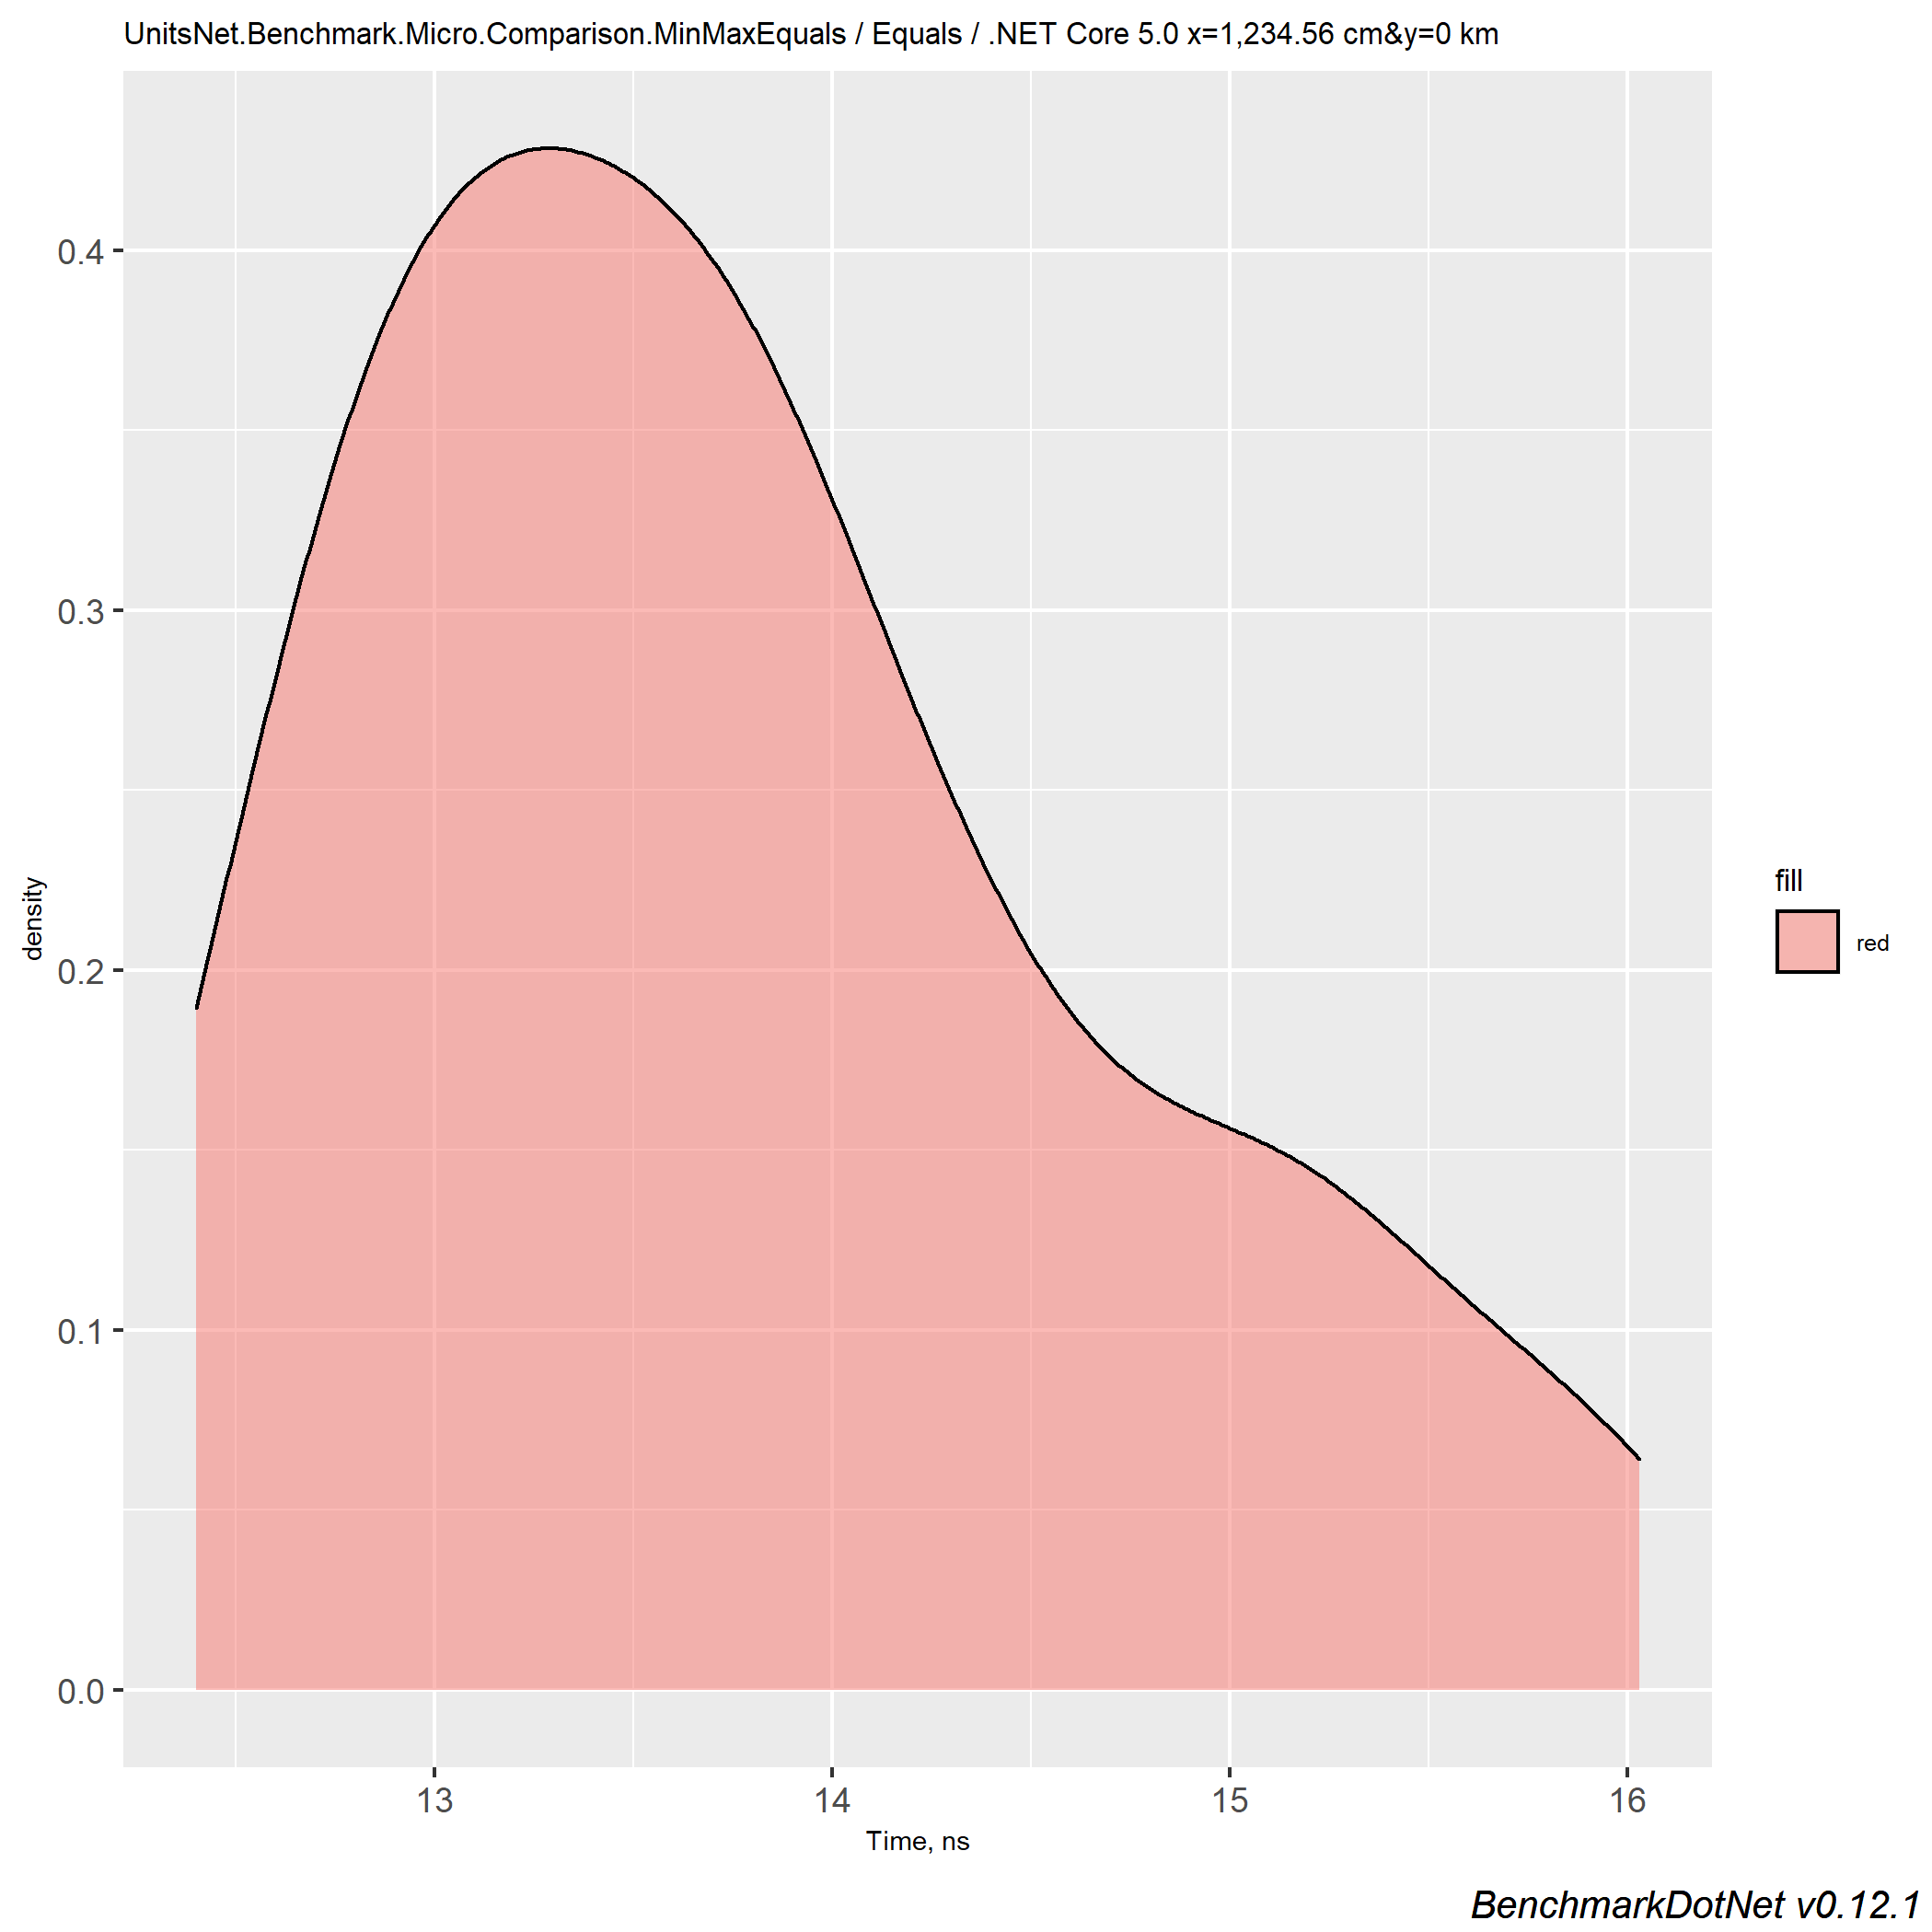 UnitsNet.Benchmark.Micro.Comparison.MinMaxEquals / Equals / .NET Core 5.0 x=1,234.56 cm&y=0 km
density
0.4
0.3
0.2
0.1
0.0
13 14 15 16
Time, ns
fill
red
BenchmarkDotNet v0.12.1